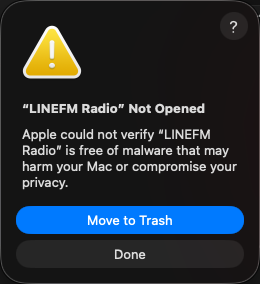 ?
“LINEFM Radio” Not Opened
Apple could not verify “LINEFM
Radio” is free of malware that may
harm your Mac or compromise your
privacy.
Move to Trash
Done